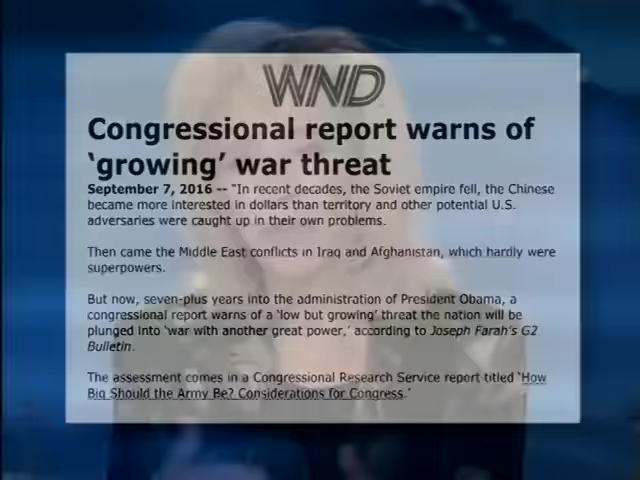 WND
Congressional report warns of
‘growing’ war threat
September 7, 2016 -- "In recent decades, the Soviet empire fell, the Chinese
became more interested in dollars than territory and other potential U.S.
adversaries were caught up in their own problems.
Then came the Middle East conflicts in Iraq and Afghanistan, which hardly were
superpowers.
But now, seven-plus years into the administration of President Obama, a
congressional report warns of a ‘low but growing’ threat the nation will be
plunged into ‘war with another great power,’ according to Joseph Farah’s G2
Bulletin.
The assessment comes in a Congressional Research Service report titled ‘How
Big Should the Army Be? Considerations for Congress.’